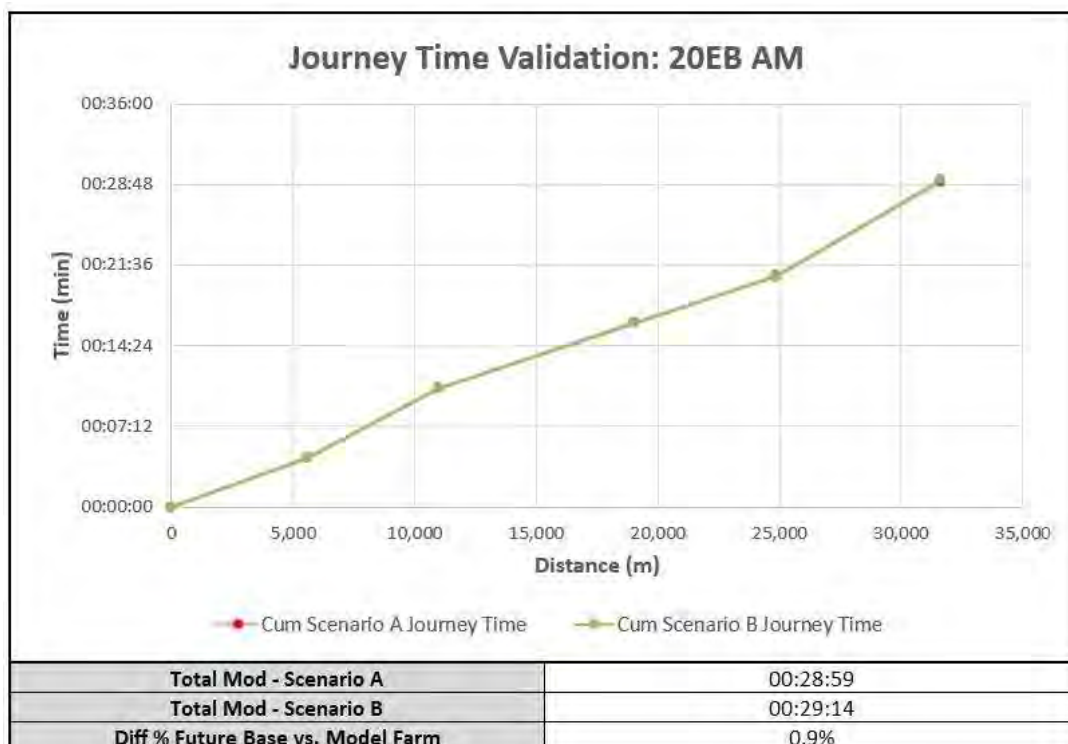 Journey Time Validation: 20EB AM
00:36:00
00:28:48
00:21:36
00:14:24
00:07:12
00:00:00
Time (min)
0 5,000 10,000 15,000 20,000 25,000 30,000 35,000
Distance (m)
Cum Scenario A Journey Time Cum Scenario B Journey Time
Total Mod - Scenario A 00:28:59
Total Mod - Scenario B 00:29:14
Diff % Future Base vs. Model Farm 0.9%